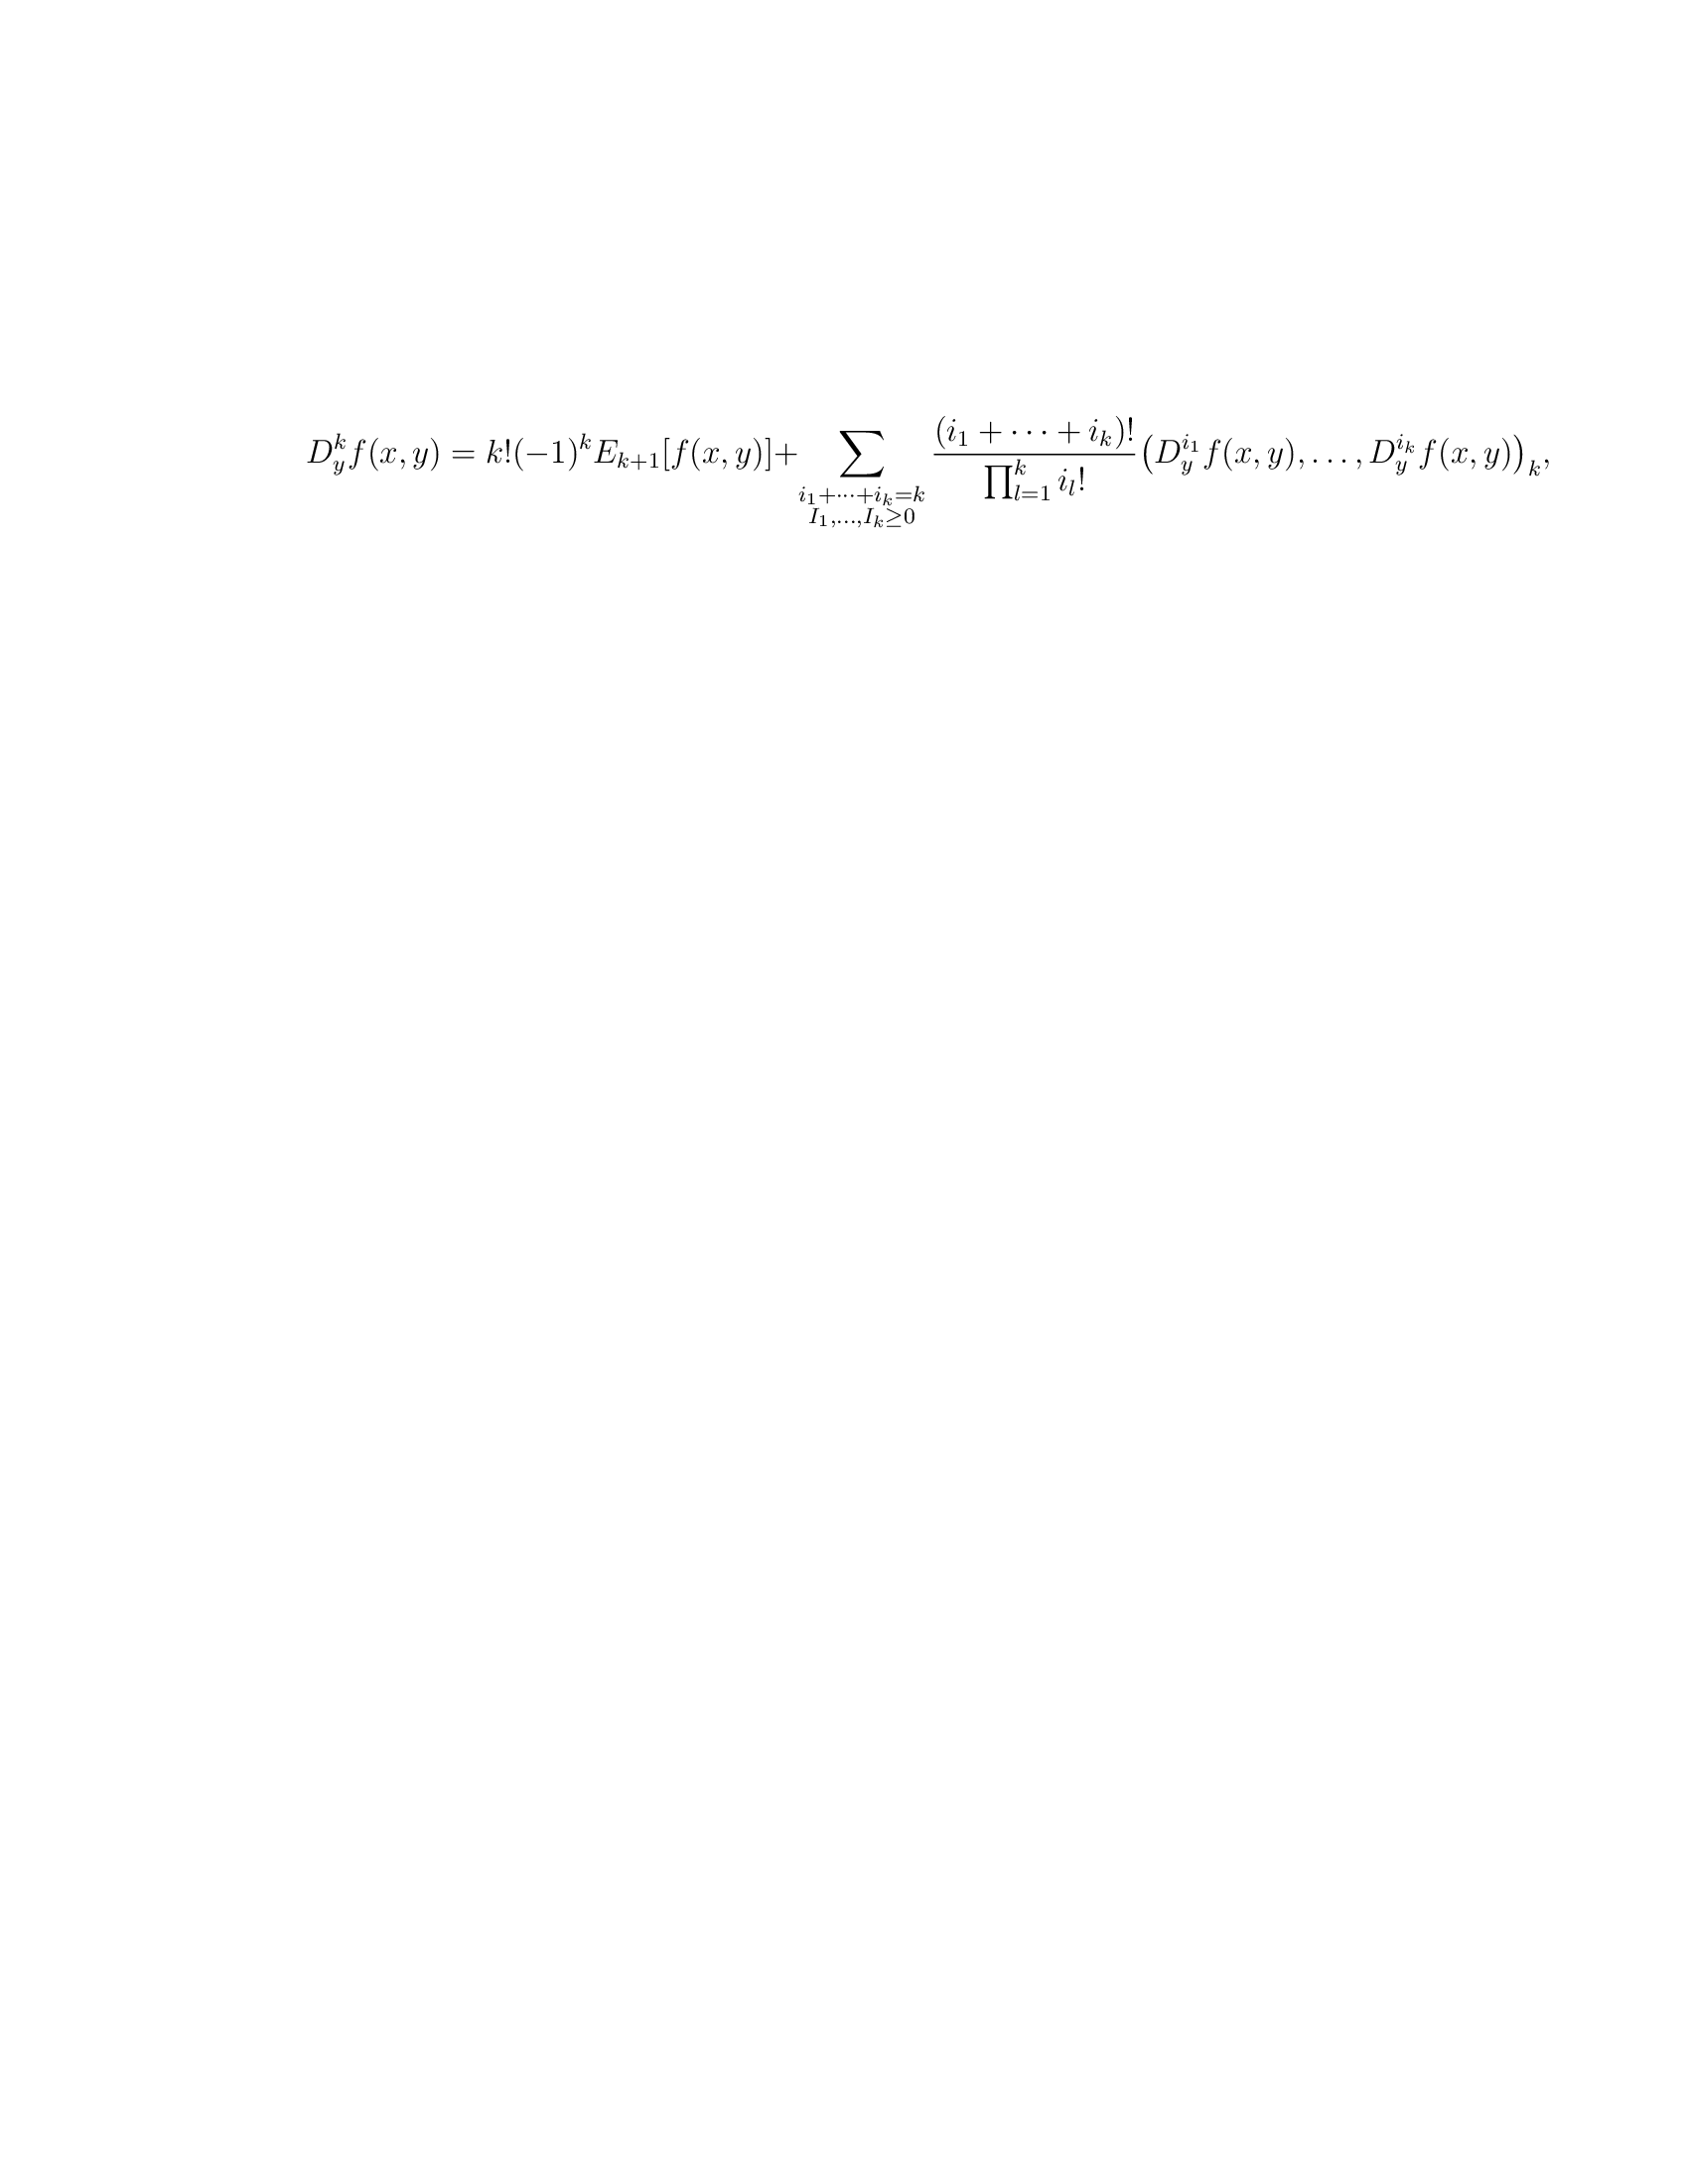 $$D_y^k f(x,y) = k!(-1)^k E_{k+1}[f(x,y)] + \sum_{\substack{i_1+\cdots+i_k=k \\ I_1,\ldots,I_k \geq 0}} \frac{(i_1+\cdots+i_k)!}{\prod_{l=1}^k i_l!} \big(D_y^{i_1} f(x,y), \ldots, D_y^{i_k} f(x,y)\big)_k,$$